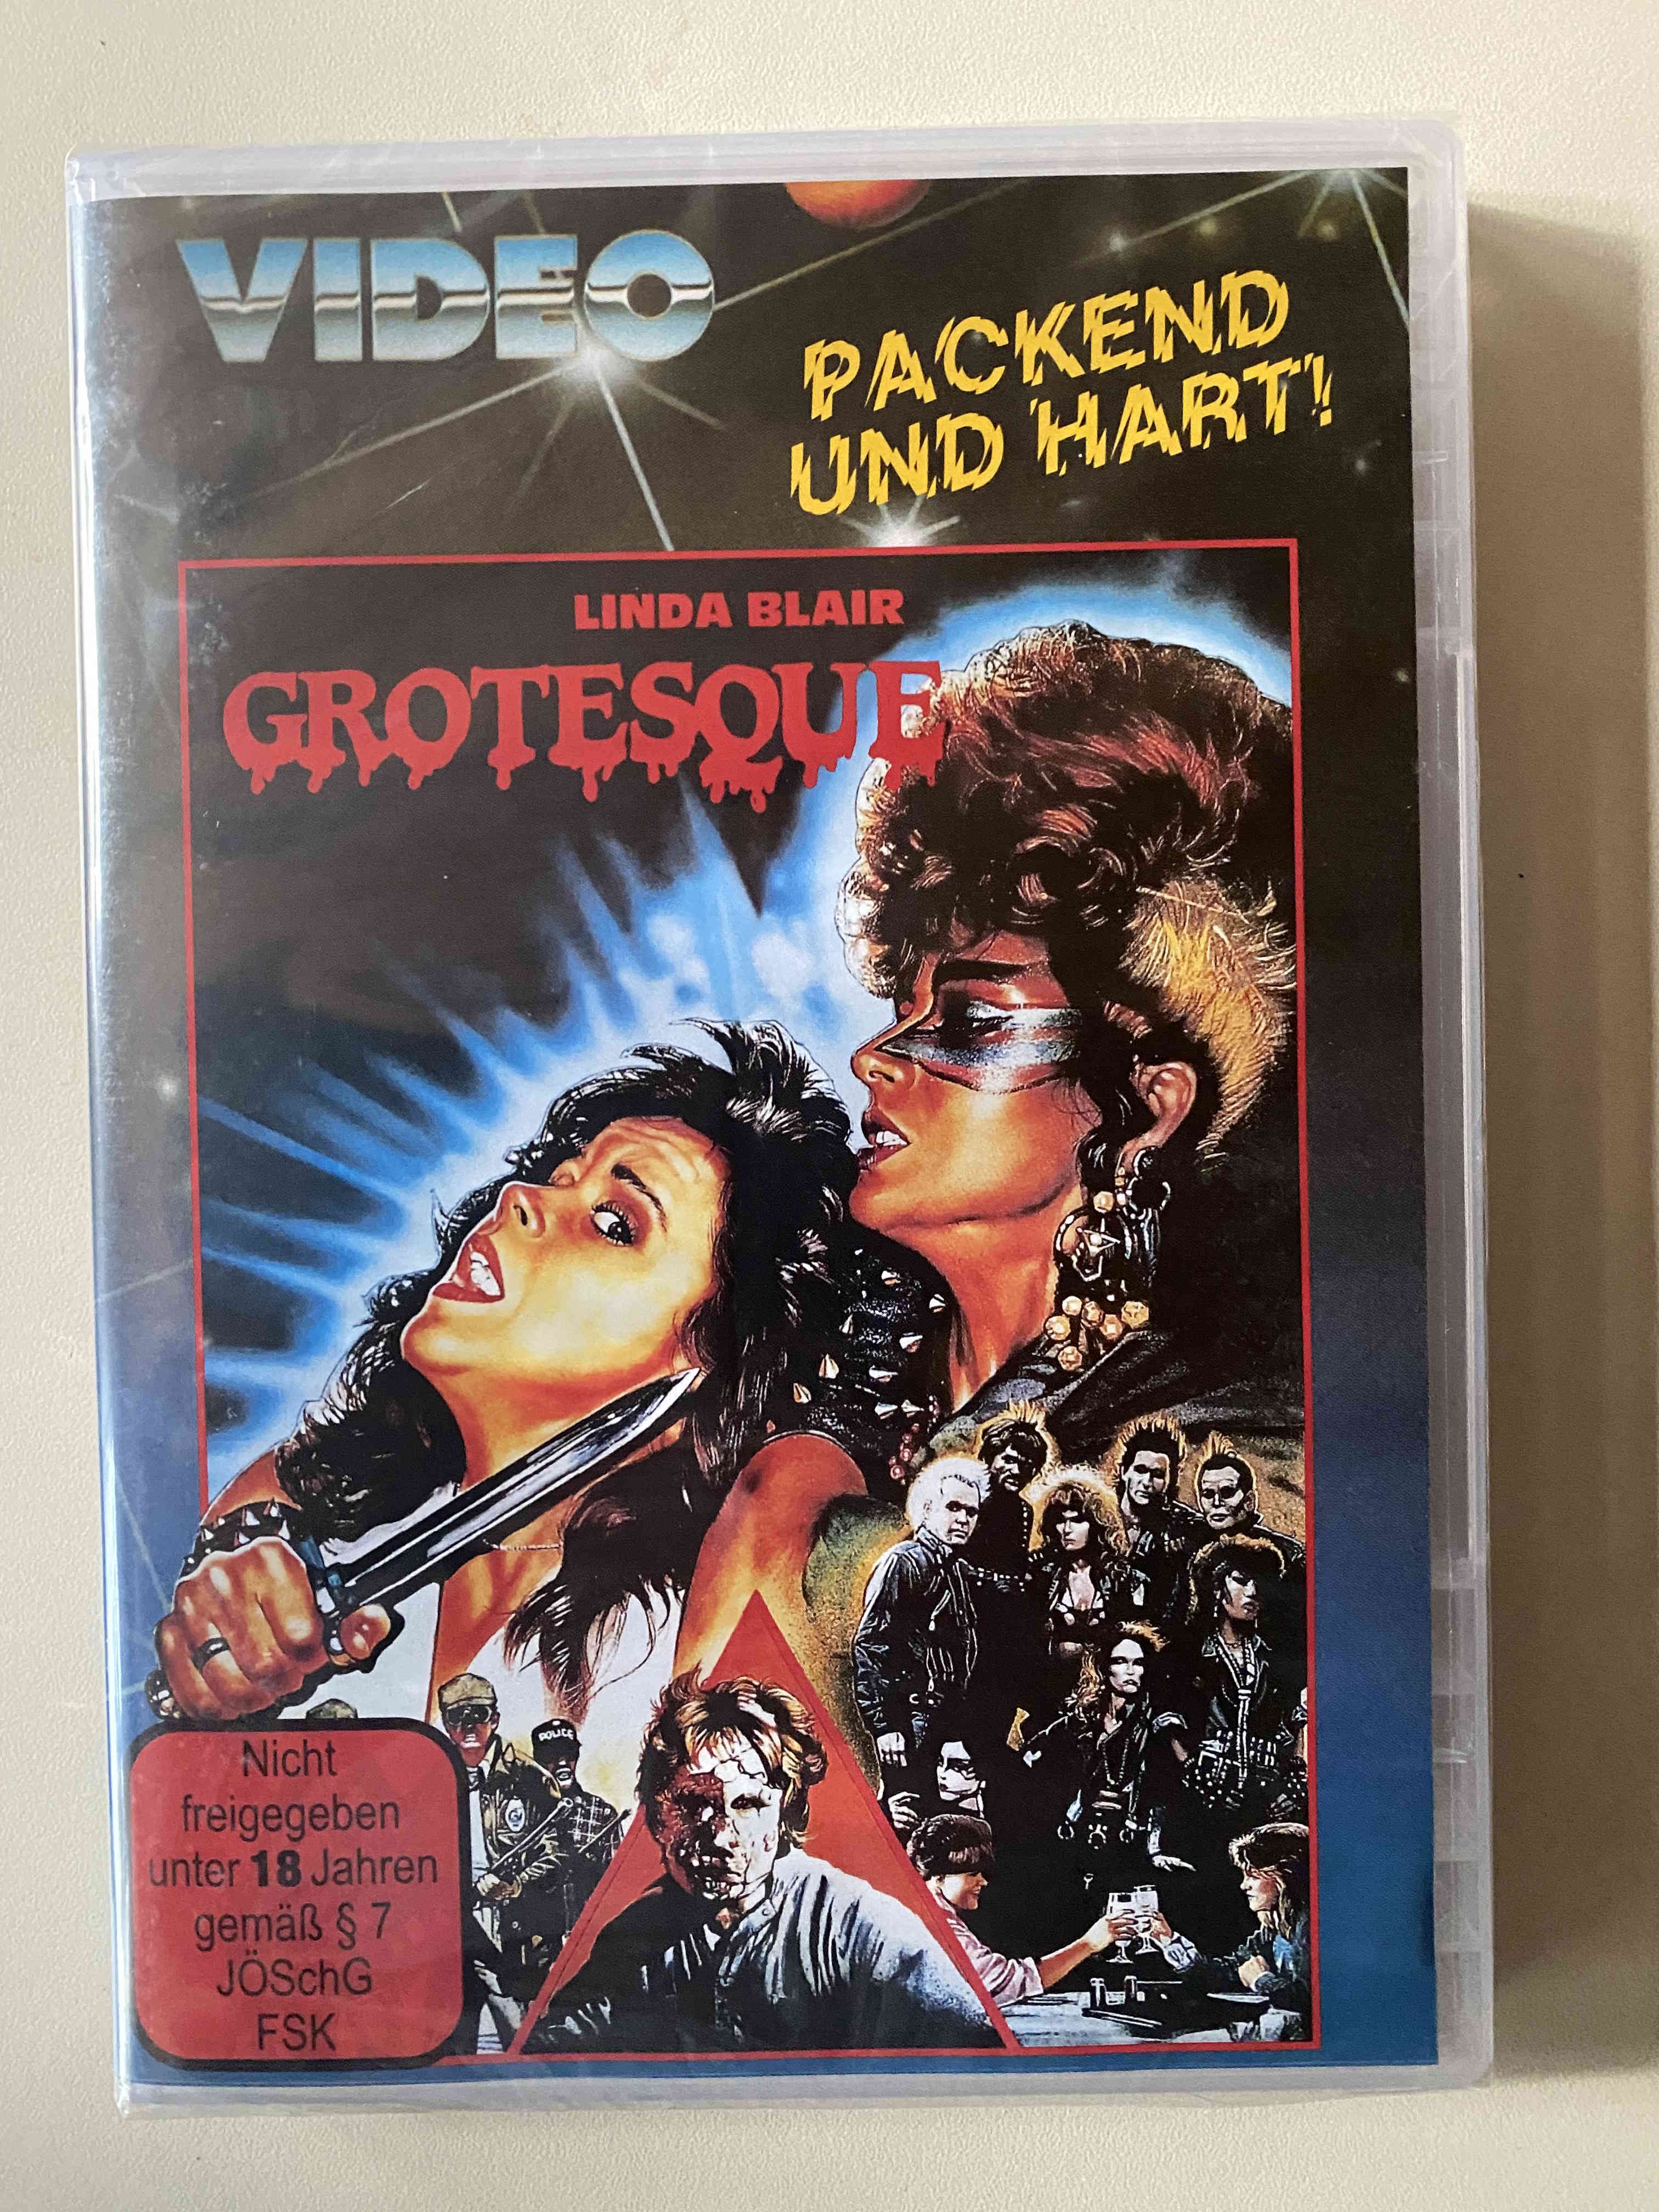 VIDEO
PACKEND
UND HART!
LINDA BLAIR
GROTESQUE
POLICE
Nicht
freigegeben
unter 18 Jahren
gemäß § 7
JÖSchG
FSK